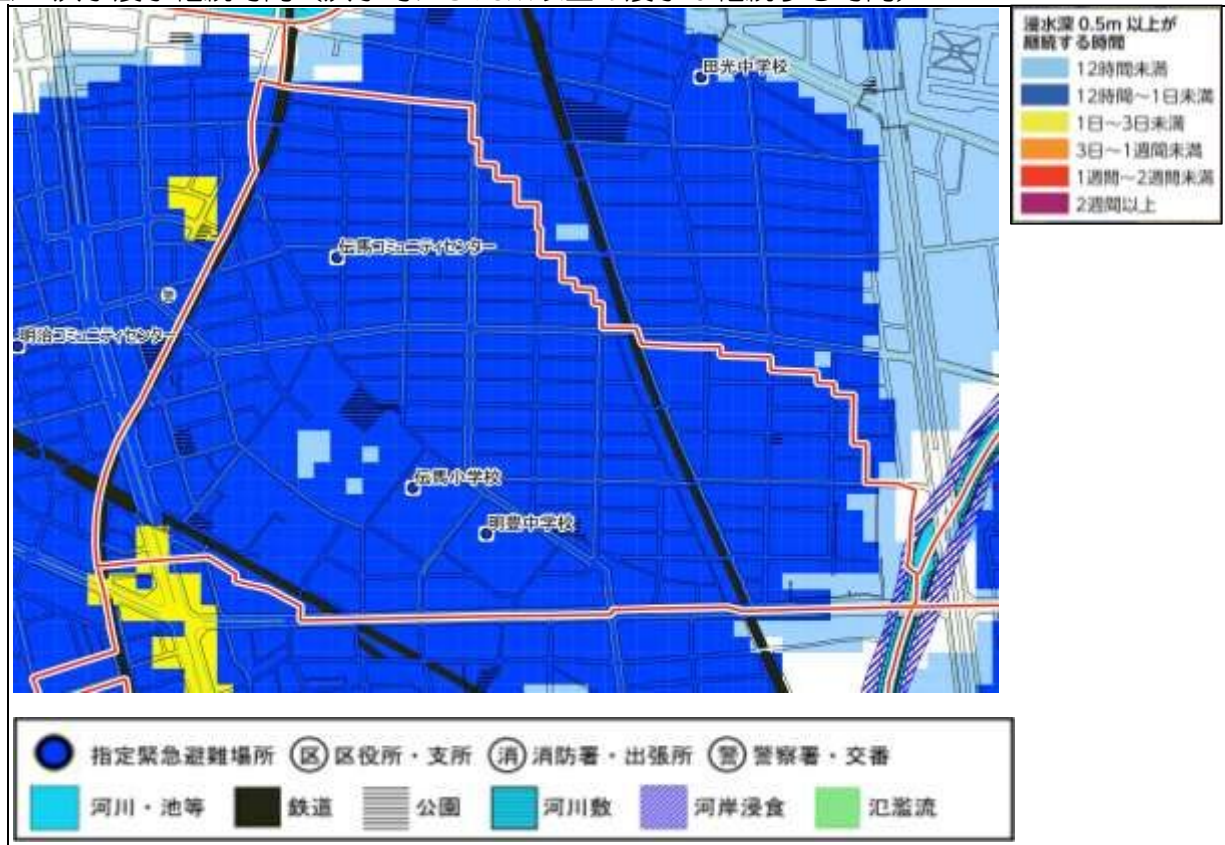 浸水深 0.5m 以上が
継続する時間
12時間未満
12時間～1日未満
1日～3日未満
3日～1週間未満
1週間～2週間未満
2週間以上
田光中学校
伝馬コミュニティセンター
警
明治コミュニティセンター
伝馬小学校
明豊中学校
指定緊急避難場所 区 区役所・支所 消 消防署・出張所 警 警察署・交番
河川・池等 鉄道 公園 河川敷 河岸浸食 氾濫流